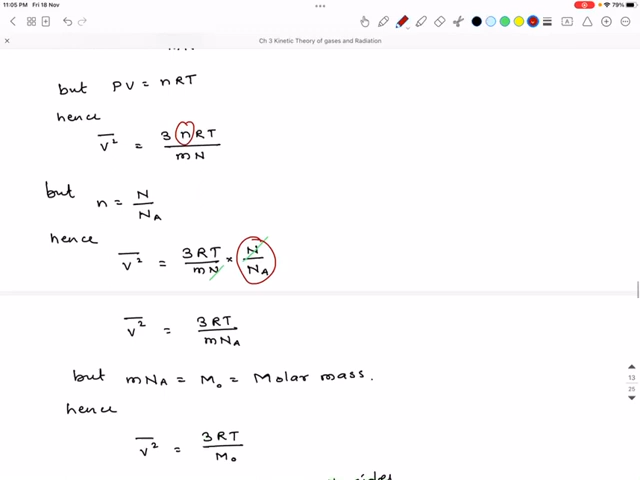 11:05 PM Fri 18 Nov
79%
Ch 3 Kinetic Theory of gases and Radiation
but PV = nRT
hence
v̅² = 3 n RT / mN
but n = N / N_A
hence v̅² = 3RT / mN × N / N_A
v̅² = 3RT / mN_A
but mN_A = M₀ = Molar mass.
hence
v̅² = 3RT / M₀
13
25